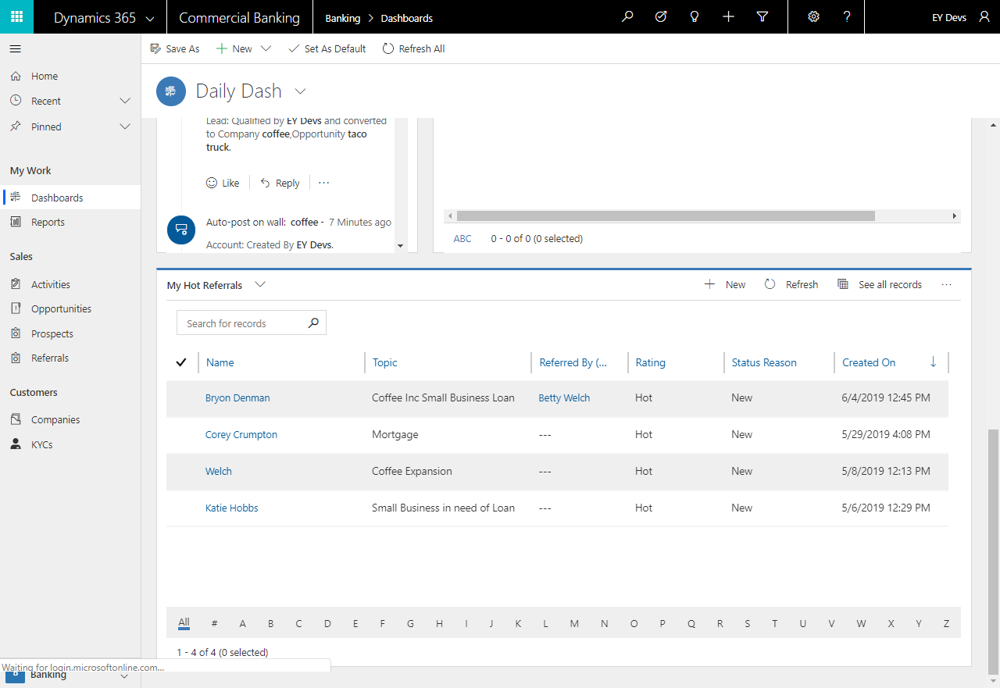 Dynamics 365
Commercial Banking
Banking > Dashboards
EY Devs
Save As
New
Set As Default
Refresh All
Home
Recent
Pinned
My Work
Dashboards
Reports
Sales
Activities
Opportunities
Prospects
Referrals
Customers
Companies
KYCs
Daily Dash
Lead: Qualified by EY Devs and converted
to Company coffee,Opportunity taco
truck.
Like
Reply
...
Auto-post on wall: coffee - 7 Minutes ago
Account: Created By EY Devs.
ABC
0 - 0 of 0 (0 selected)
My Hot Referrals
New
Refresh
See all records
...
Search for records
Name Topic Referred By (... Rating Status Reason Created On
Bryon Denman Coffee Inc Small Business Loan Betty Welch Hot New 6/4/2019 12:45 PM
Corey Crumpton Mortgage --- Hot New 5/29/2019 4:08 PM
Welch Coffee Expansion --- Hot New 5/8/2019 12:13 PM
Katie Hobbs Small Business in need of Loan --- Hot New 5/6/2019 12:29 PM
All # A B C D E F G H I J K L M N O P Q R S T U V W X Y Z
1 - 4 of 4 (0 selected)
Waiting for login.microsoftonline.com...
B Banking